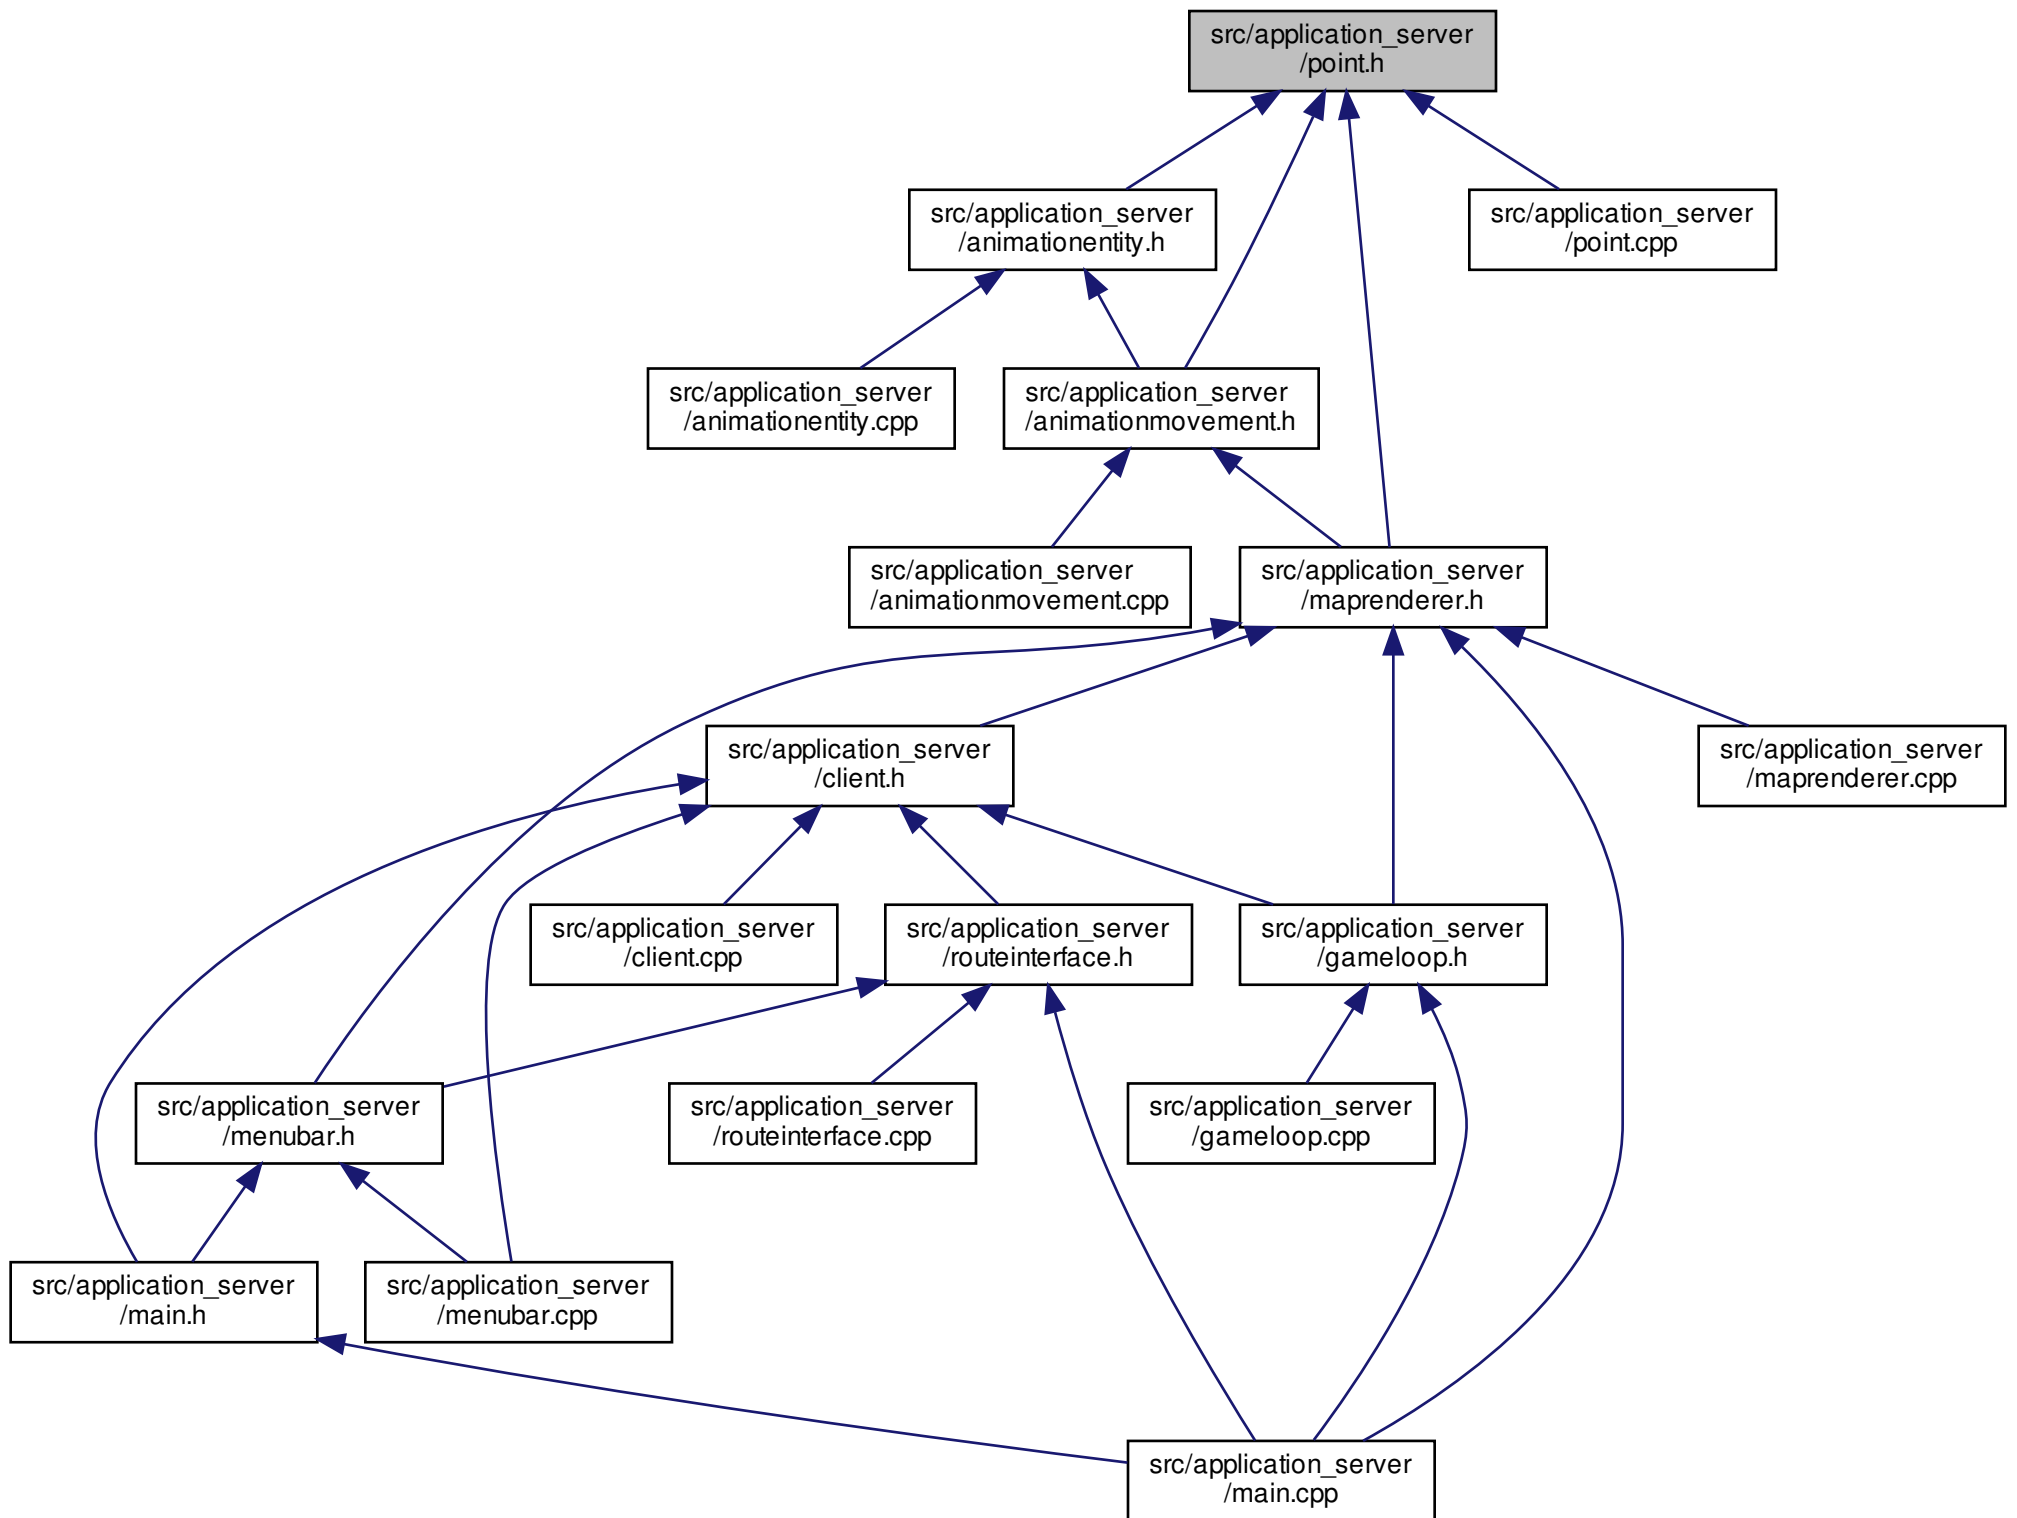 src/application_server
/point.h
src/application_server
/animationentity.h
src/application_server
/point.cpp
src/application_server
/animationentity.cpp
src/application_server
/animationmovement.h
src/application_server
/animationmovement.cpp
src/application_server
/maprenderer.h
src/application_server
/client.h
src/application_server
/maprenderer.cpp
src/application_server
/client.cpp
src/application_server
/routeinterface.h
src/application_server
/gameloop.h
src/application_server
/menubar.h
src/application_server
/routeinterface.cpp
src/application_server
/gameloop.cpp
src/application_server
/main.h
src/application_server
/menubar.cpp
src/application_server
/main.cpp